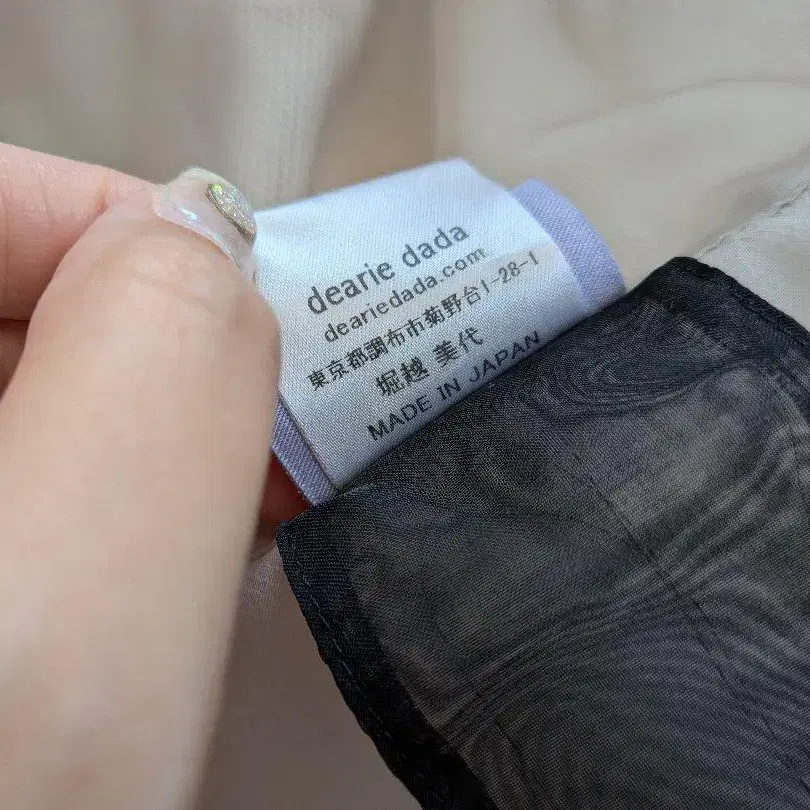 dearie dada
deariedada.com
東京都調布市菊野台1-28-1
堀越 美代
MADE IN JAPAN